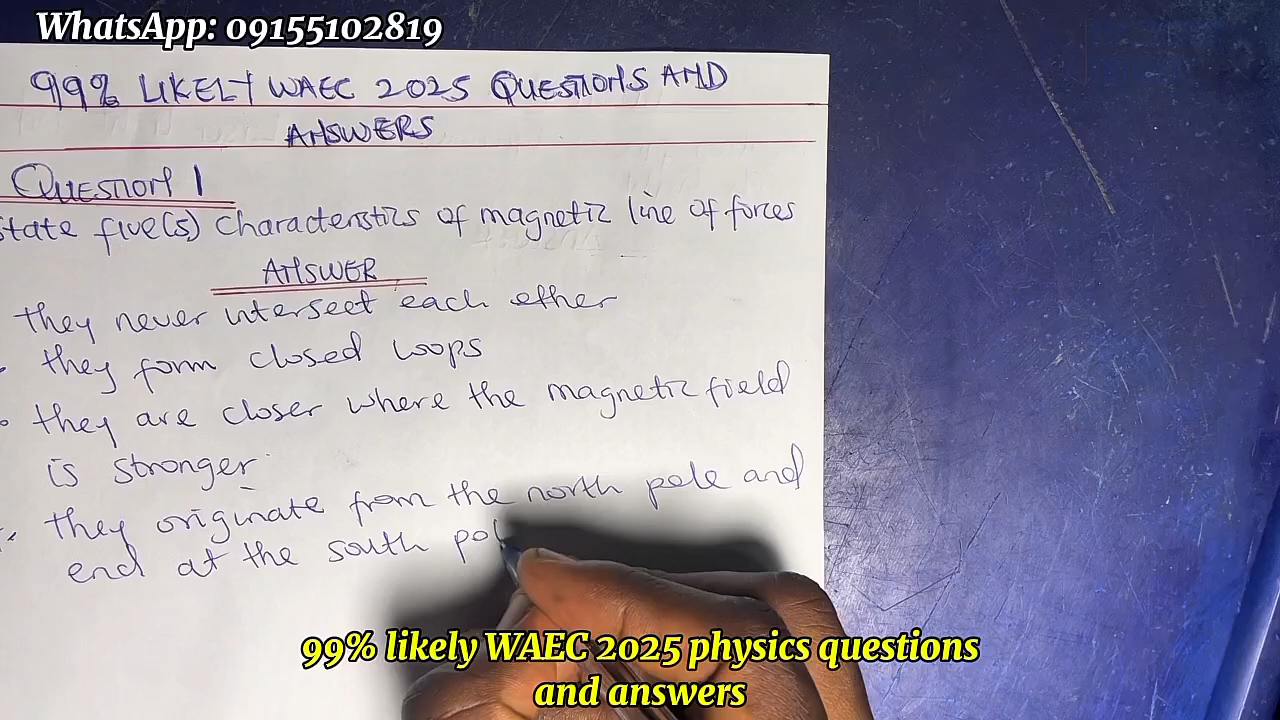 WhatsApp: 09155102819
99% LIKELY WAEC 2025 QUESTIONS AND
ANSWERS
QUESTION 1
State five(5) characteristics of magnetic line of forces
ANSWER
they never intersect each other
they form closed loops
they are closer where the magnetic field
is stronger
they originate from the north pole and
end at the south pol
99% likely WAEC 2025 physics questions
and answers